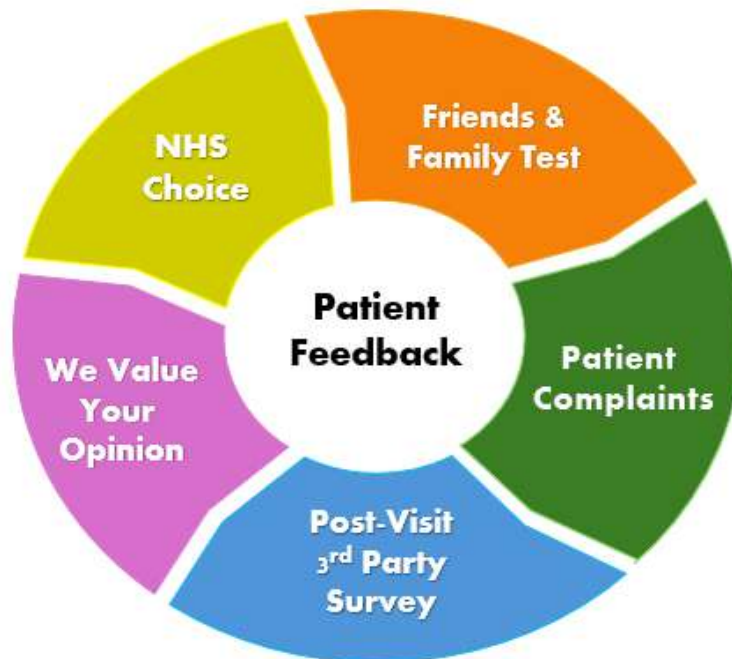 NHS
Choice
Friends &
Family Test
Patient
Feedback
Patient
Complaints
We Value
Your
Opinion
Post-Visit
3rd Party
Survey